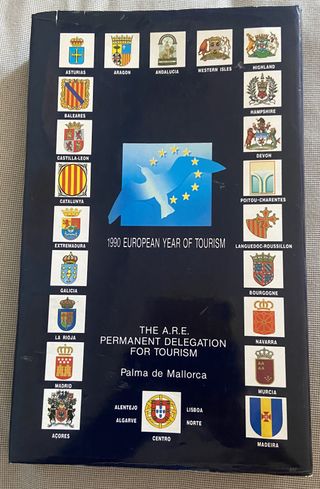 ASTURIAS
ARAGON
ANDALUCIA
WESTERN ISLES
HIGHLAND
BALEARES
HAMPSHIRE
CASTILLA-LEON
DEVON
CATALUNYA
POITOU-CHARENTES
1990 EUROPEAN YEAR OF TOURISM
EXTREMADURA
LANGUEDOC-ROUSSILLON
GALICIA
BOURGOGNE
THE A.R.E.
PERMANENT DELEGATION
FOR TOURISM
LA RIOJA
NAVARRA
Palma de Mallorca
MADRID
MURCIA
ALENTEJO
LISBOA
ALGARVE
NORTE
AÇORES
CENTRO
MADEIRA